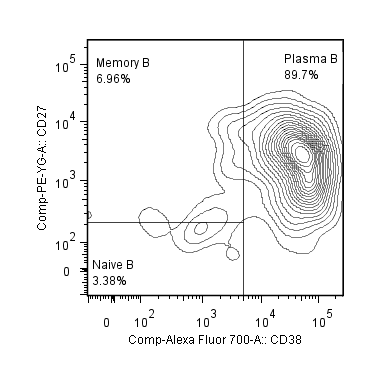 Memory B
6.96%
Plasma B
89.7%
Naive B
3.38%
10^5
10^4
10^3
10^2
0
Comp-PE-YG-A:: CD27
0
10^2
10^3
10^4
10^5
Comp-Alexa Fluor 700-A:: CD38